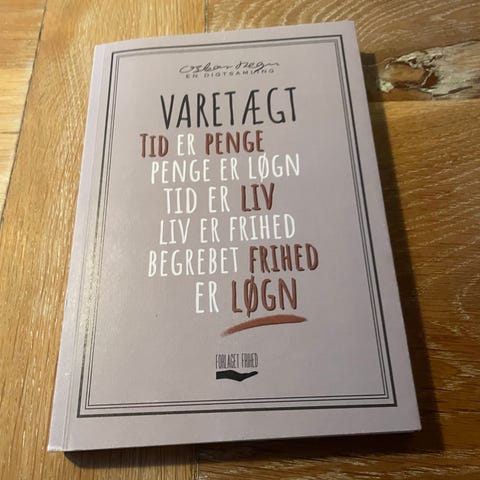 EN DIGTSAMLING
VARETÆGT
TID ER PENGE
PENGE ER LØGN
TID ER LIV
LIV ER FRIHED
BEGREBET FRIHED
ER LØGN
FORLAGET FRIHED